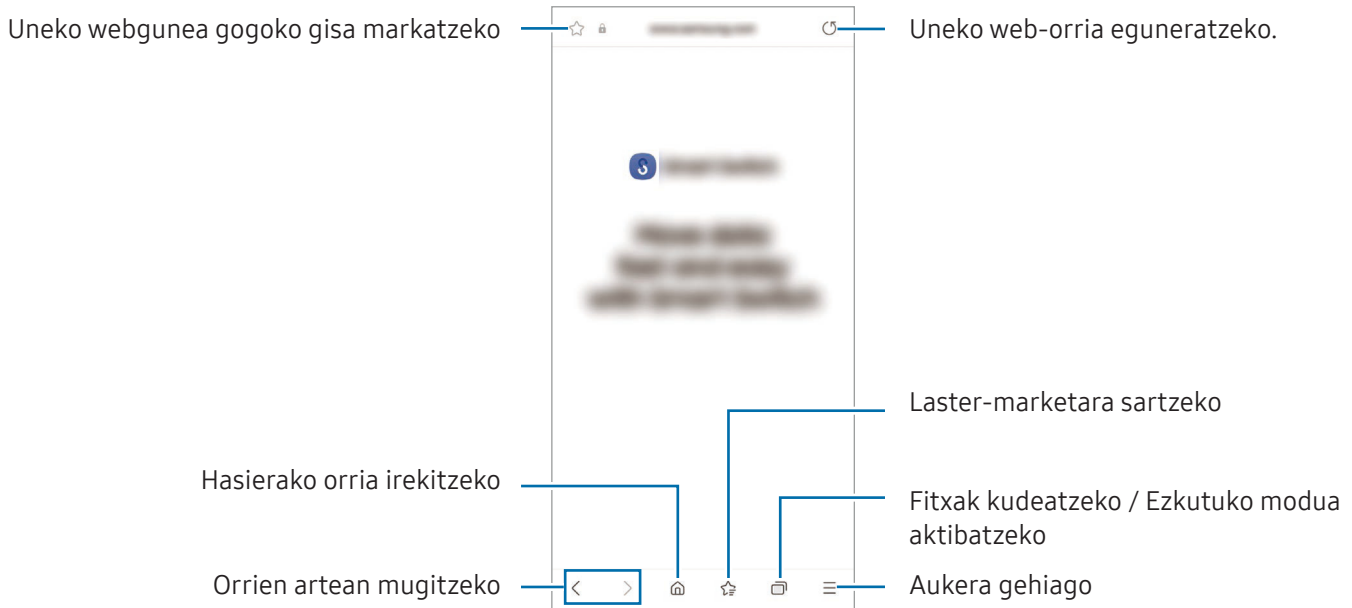 Uneko webgunea gogoko gisa markatzeko
Uneko web-orria eguneratzeko.
Laster-marketara sartzeko
Hasierako orria irekitzeko
Fitxak kudeatzeko / Ezkutuko modua
aktibatzeko
Orrien artean mugitzeko
Aukera gehiago